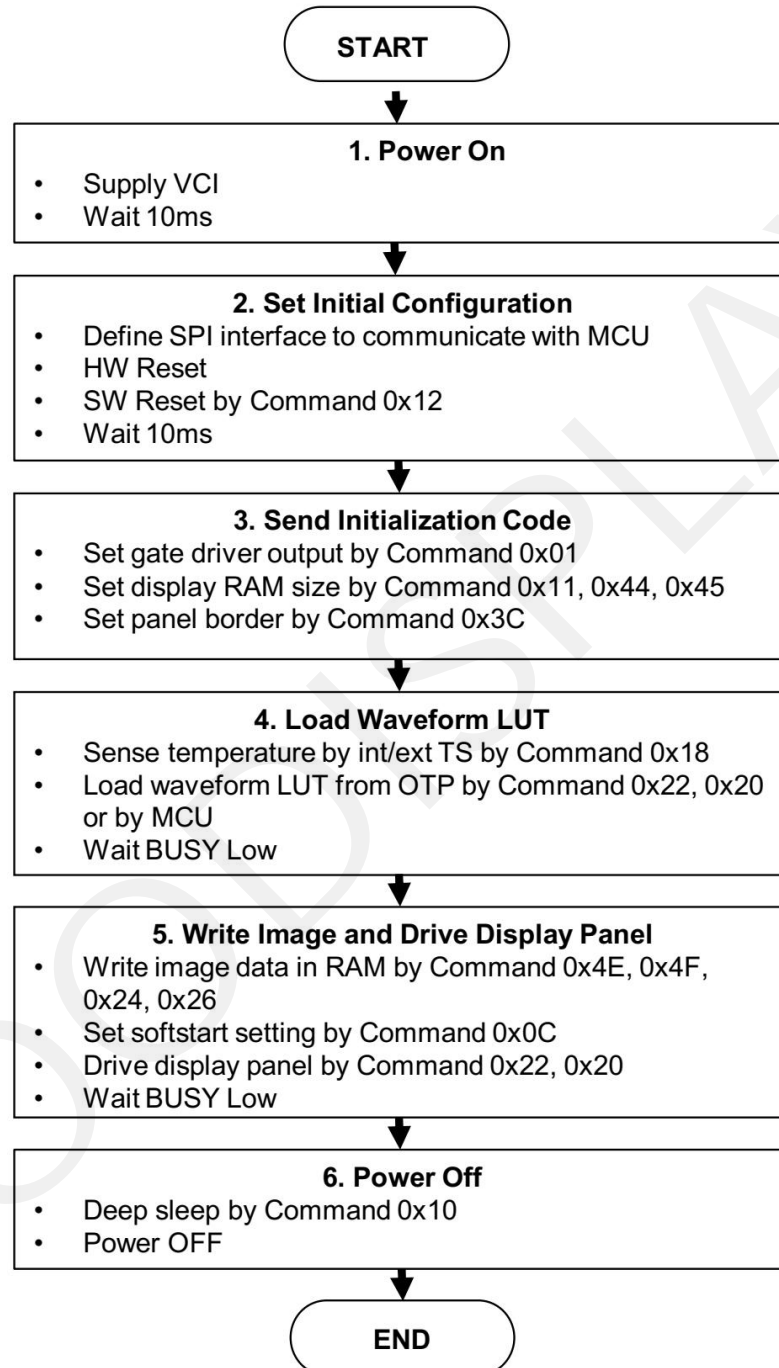 START
1. Power On
• Supply VCI
• Wait 10ms
2. Set Initial Configuration
• Define SPI interface to communicate with MCU
• HW Reset
• SW Reset by Command 0x12
• Wait 10ms
3. Send Initialization Code
• Set gate driver output by Command 0x01
• Set display RAM size by Command 0x11, 0x44, 0x45
• Set panel border by Command 0x3C
4. Load Waveform LUT
• Sense temperature by int/ext TS by Command 0x18
• Load waveform LUT from OTP by Command 0x22, 0x20
or by MCU
• Wait BUSY Low
5. Write Image and Drive Display Panel
• Write image data in RAM by Command 0x4E, 0x4F,
0x24, 0x26
• Set softstart setting by Command 0x0C
• Drive display panel by Command 0x22, 0x20
• Wait BUSY Low
6. Power Off
• Deep sleep by Command 0x10
• Power OFF
END